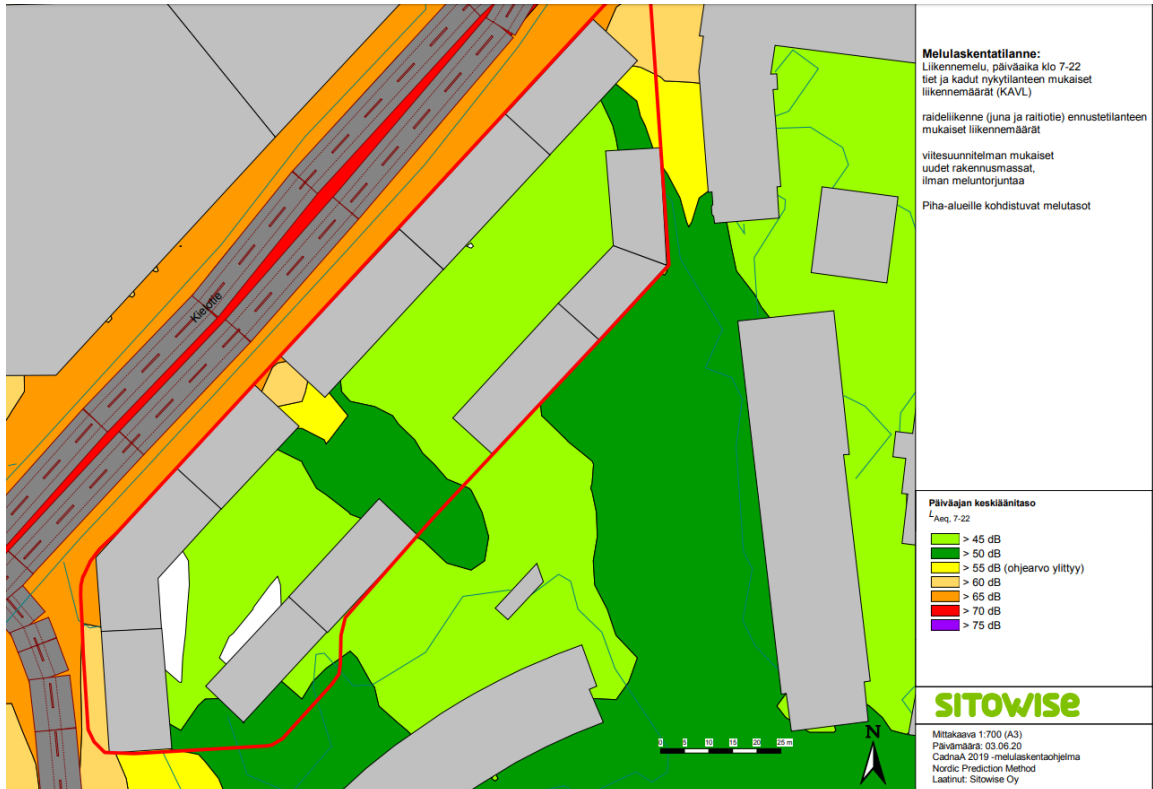 Kielotie
0 5 10 15 20 25 m
N
Melulaskentatilanne:
Liikennemelu, päiväaika klo 7-22
tiet ja kadut nykytilanteen mukaiset
liikennemäärät (KAVL)
raideliikenne (juna ja raitiotie) ennustetilanteen
mukaiset liikennemäärät
viitesuunnitelman mukaiset
uudet rakennusmassat,
ilman meluntorjuntaa
Piha-alueille kohdistuvat melutasot
Päiväajan keskiäänitaso
LAeq, 7-22
> 45 dB
> 50 dB
> 55 dB (ohjearvo ylittyy)
> 60 dB
> 65 dB
> 70 dB
> 75 dB
SITOWISE
Mittakaava 1:700 (A3)
Päivämäärä: 03.06.20
CadnaA 2019 -melulaskentaohjelma
Nordic Prediction Method
Laatinut: Sitowise Oy